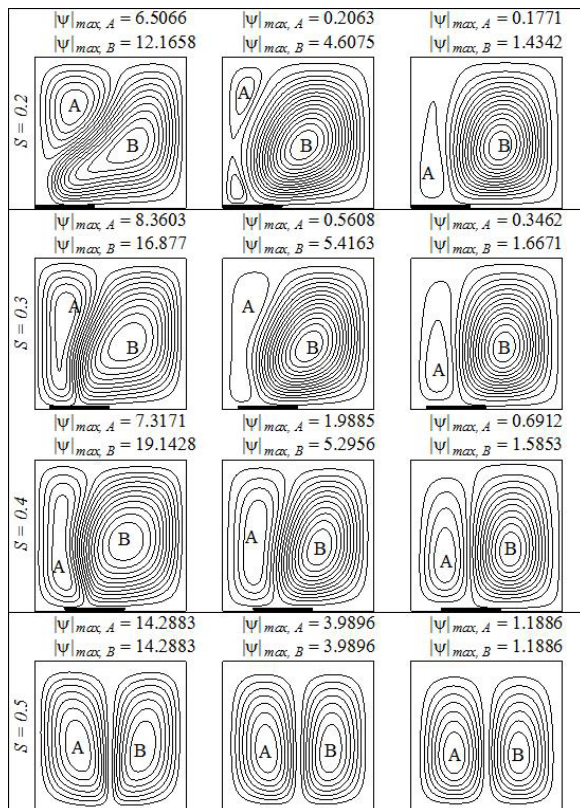 |Ψ| max, A = 6.5066 |Ψ| max, A = 0.2063 |Ψ| max, A = 0.1771
|Ψ| max, B = 12.1658 |Ψ| max, B = 4.6075 |Ψ| max, B = 1.4342
S = 0.2
A B A B A B
|Ψ| max, A = 8.3603 |Ψ| max, A = 0.5608 |Ψ| max, A = 0.3462
|Ψ| max, B = 16.877 |Ψ| max, B = 5.4163 |Ψ| max, B = 1.6671
S = 0.3
A B A B A B
|Ψ| max, A = 7.3171 |Ψ| max, A = 1.9885 |Ψ| max, A = 0.6912
|Ψ| max, B = 19.1428 |Ψ| max, B = 5.2956 |Ψ| max, B = 1.5853
S = 0.4
A B A B A B
|Ψ| max, A = 14.2883 |Ψ| max, A = 3.9896 |Ψ| max, A = 1.1886
|Ψ| max, B = 14.2883 |Ψ| max, B = 3.9896 |Ψ| max, B = 1.1886
S = 0.5
A B A B A B